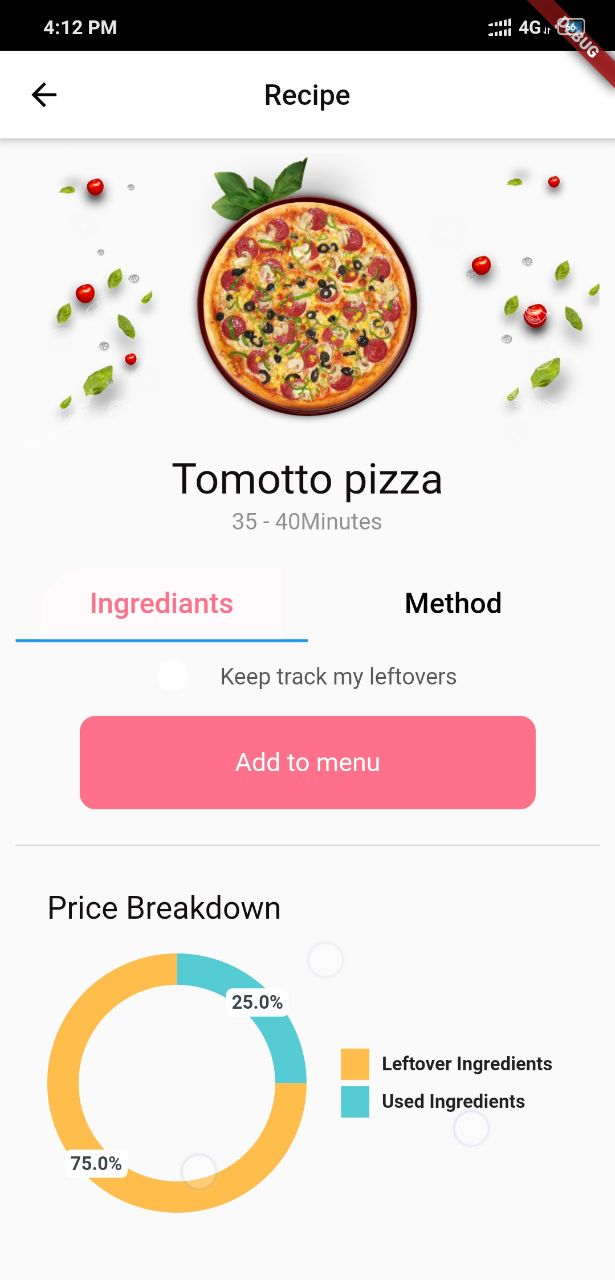 4:12 PM
4G
66
DEBUG
Recipe
Tomotto pizza
35 - 40Minutes
Ingrediants
Method
Keep track my leftovers
Add to menu
Price Breakdown
25.0%
Leftover Ingredients
Used Ingredients
75.0%